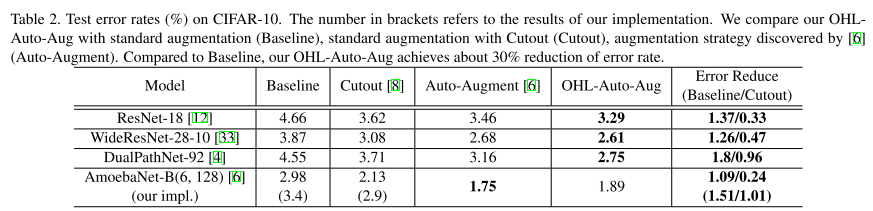 Table 2. Test error rates (%) on CIFAR-10. The number in brackets refers to the results of our implementation. We compare our OHL-
Auto-Aug with standard augmentation (Baseline), standard augmentation with Cutout (Cutout), augmentation strategy discovered by [6]
(Auto-Augment). Compared to Baseline, our OHL-Auto-Aug achieves about 30% reduction of error rate.
Model Baseline Cutout [8] Auto-Augment [6] OHL-Auto-Aug Error Reduce
(Baseline/Cutout)
ResNet-18 [12] 4.66 3.62 3.46 3.29 1.37/0.33
WideResNet-28-10 [33] 3.87 3.08 2.68 2.61 1.26/0.47
DualPathNet-92 [4] 4.55 3.71 3.16 2.75 1.8/0.96
AmoebaNet-B(6, 128) [6] 2.98 2.13 1.75 1.89 1.09/0.24
(our impl.) (3.4) (2.9) (1.51/1.01)